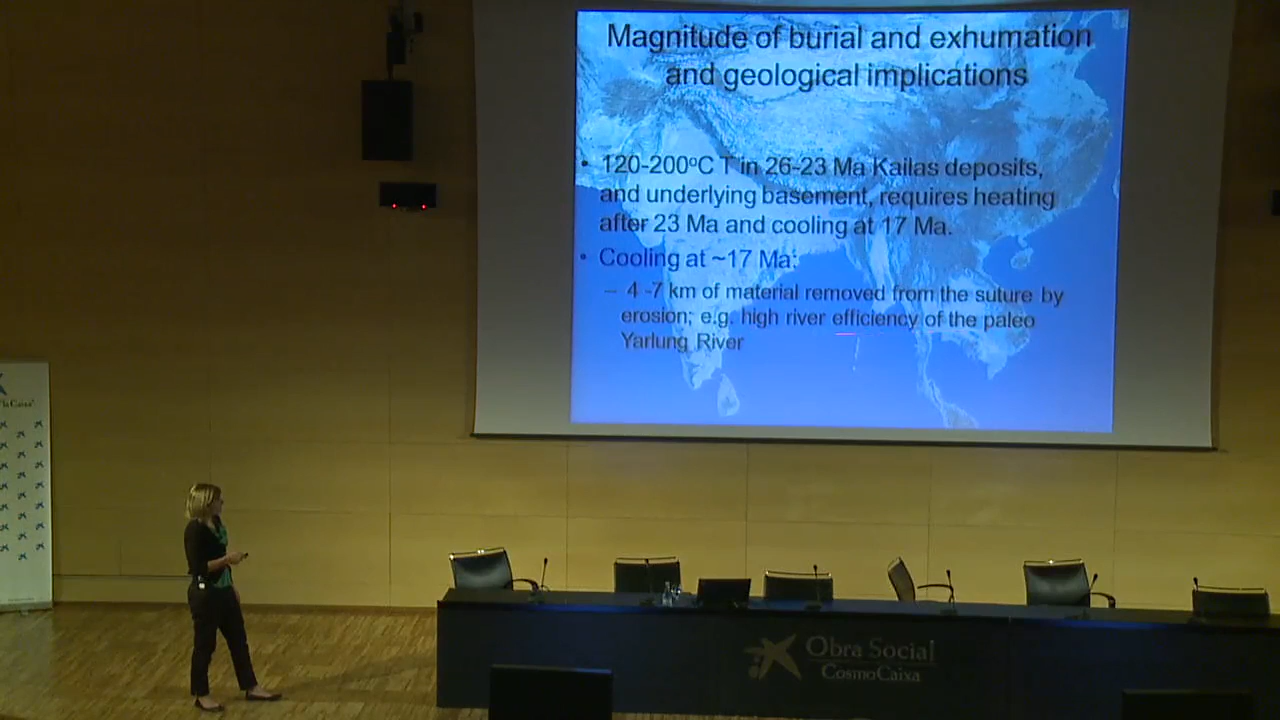 Magnitude of burial and exhumation
and geological implications
• 120-200ºC T in 26-23 Ma Kailas deposits,
and underlying basement, requires heating
after 23 Ma and cooling at 17 Ma.
• Cooling at ~17 Ma:
– 4 -7 km of material removed from the suture by
erosion; e.g. high river efficiency of the paleo
Yarlung River
"la Caixa"
Obra Social
CosmoCaixa